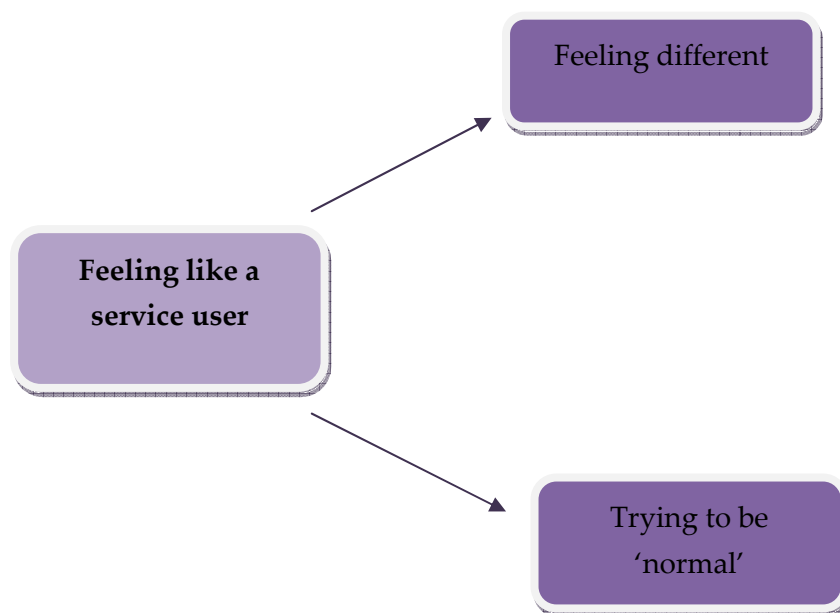 Feeling different
Feeling like a
service user
Trying to be
‘normal’